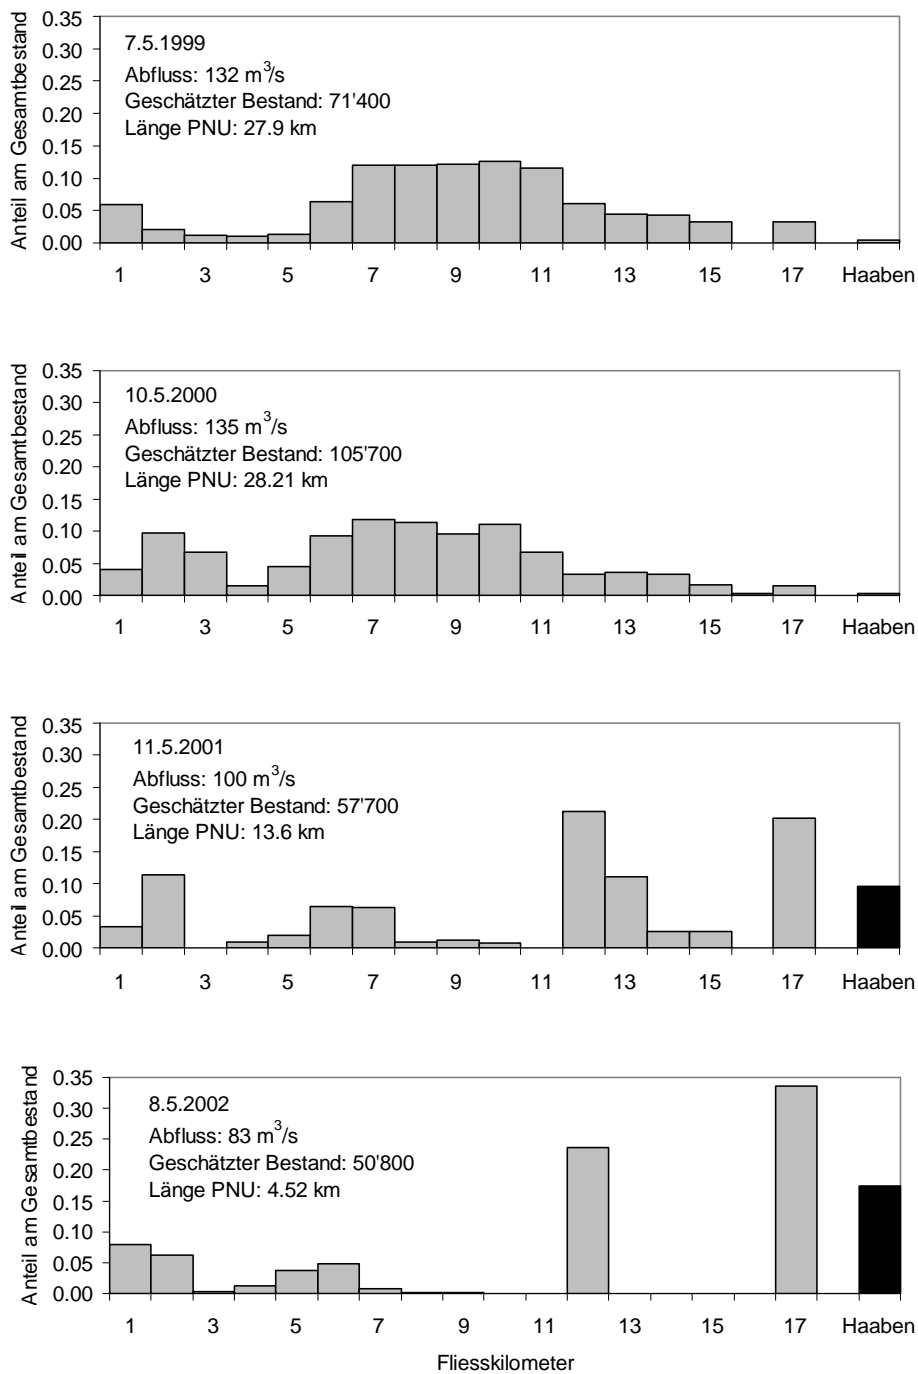 Anteil am Gesamtbestand
0.35
0.30
0.25
0.20
0.15
0.10
0.05
0.00
7.5.1999
Abfluss: 132 m³/s
Geschätzter Bestand: 71'400
Länge PNU: 27.9 km
1 3 5 7 9 11 13 15 17 Haaben
Anteil am Gesamtbestand
0.35
0.30
0.25
0.20
0.15
0.10
0.05
0.00
10.5.2000
Abfluss: 135 m³/s
Geschätzter Bestand: 105'700
Länge PNU: 28.21 km
1 3 5 7 9 11 13 15 17 Haaben
Anteil am Gesamtbestand
0.35
0.30
0.25
0.20
0.15
0.10
0.05
0.00
11.5.2001
Abfluss: 100 m³/s
Geschätzter Bestand: 57'700
Länge PNU: 13.6 km
1 3 5 7 9 11 13 15 17 Haaben
Anteil am Gesamtbestand
0.35
0.30
0.25
0.20
0.15
0.10
0.05
0.00
8.5.2002
Abfluss: 83 m³/s
Geschätzter Bestand: 50'800
Länge PNU: 4.52 km
1 3 5 7 9 11 13 15 17 Haaben
Fliesskilometer